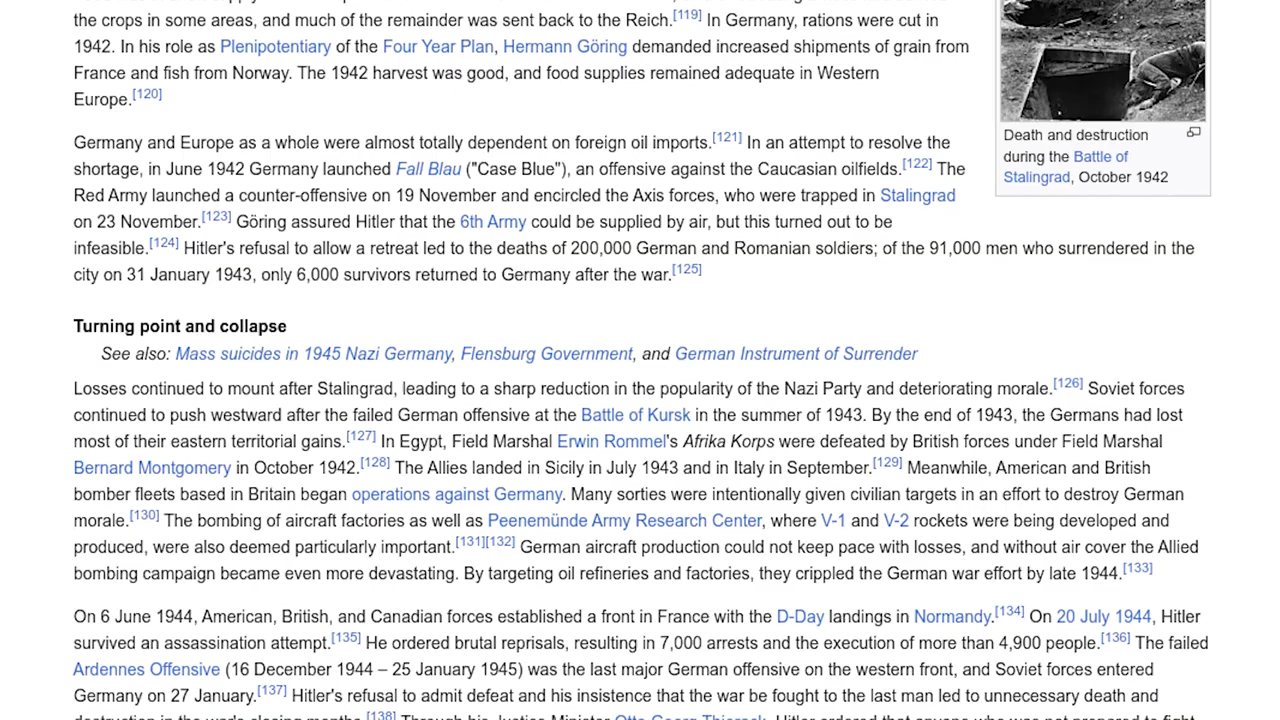 the crops in some areas, and much of the remainder was sent back to the Reich.[119] In Germany, rations were cut in
1942. In his role as Plenipotentiary of the Four Year Plan, Hermann Göring demanded increased shipments of grain from
France and fish from Norway. The 1942 harvest was good, and food supplies remained adequate in Western
Europe.[120]
Death and destruction
during the Battle of
Stalingrad, October 1942
Germany and Europe as a whole were almost totally dependent on foreign oil imports.[121] In an attempt to resolve the
shortage, in June 1942 Germany launched Fall Blau ("Case Blue"), an offensive against the Caucasian oilfields.[122] The
Red Army launched a counter-offensive on 19 November and encircled the Axis forces, who were trapped in Stalingrad
on 23 November.[123] Göring assured Hitler that the 6th Army could be supplied by air, but this turned out to be
infeasible.[124] Hitler's refusal to allow a retreat led to the deaths of 200,000 German and Romanian soldiers; of the 91,000 men who surrendered in the
city on 31 January 1943, only 6,000 survivors returned to Germany after the war.[125]
Turning point and collapse
See also: Mass suicides in 1945 Nazi Germany, Flensburg Government, and German Instrument of Surrender
Losses continued to mount after Stalingrad, leading to a sharp reduction in the popularity of the Nazi Party and deteriorating morale.[126] Soviet forces
continued to push westward after the failed German offensive at the Battle of Kursk in the summer of 1943. By the end of 1943, the Germans had lost
most of their eastern territorial gains.[127] In Egypt, Field Marshal Erwin Rommel's Afrika Korps were defeated by British forces under Field Marshal
Bernard Montgomery in October 1942.[128] The Allies landed in Sicily in July 1943 and in Italy in September.[129] Meanwhile, American and British
bomber fleets based in Britain began operations against Germany. Many sorties were intentionally given civilian targets in an effort to destroy German
morale.[130] The bombing of aircraft factories as well as Peenemünde Army Research Center, where V-1 and V-2 rockets were being developed and
produced, were also deemed particularly important.[131][132] German aircraft production could not keep pace with losses, and without air cover the Allied
bombing campaign became even more devastating. By targeting oil refineries and factories, they crippled the German war effort by late 1944.[133]
On 6 June 1944, American, British, and Canadian forces established a front in France with the D-Day landings in Normandy.[134] On 20 July 1944, Hitler
survived an assassination attempt.[135] He ordered brutal reprisals, resulting in 7,000 arrests and the execution of more than 4,900 people.[136] The failed
Ardennes Offensive (16 December 1944 – 25 January 1945) was the last major German offensive on the western front, and Soviet forces entered
Germany on 27 January.[137] Hitler's refusal to admit defeat and his insistence that the war be fought to the last man led to unnecessary death and
destruction in the war's closing months.[138] Through his Justice Minister Otto Georg Thierack, Hitler ordered that anyone who was not prepared to fight